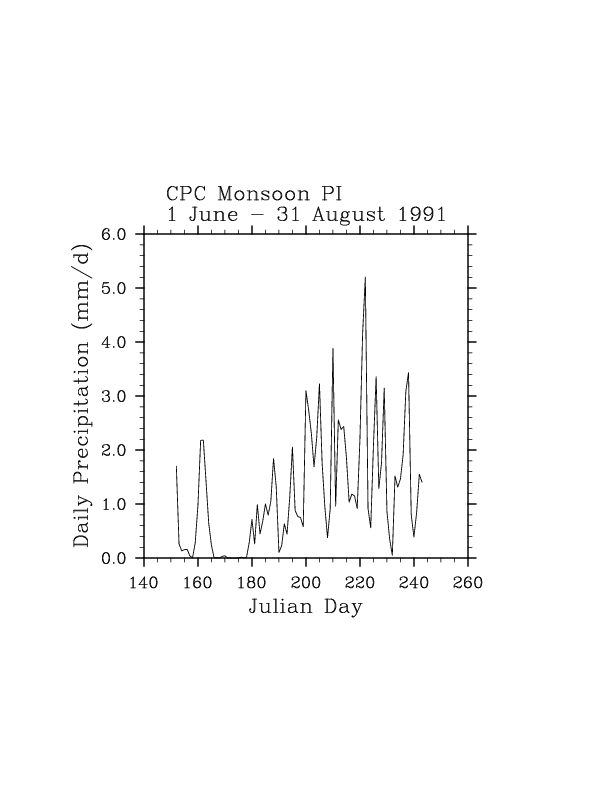 CPC Monsoon PI
1 June − 31 August 1991
Daily Precipitation (mm/d)
6.0
5.0
4.0
3.0
2.0
1.0
0.0
140 160 180 200 220 240 260
Julian Day